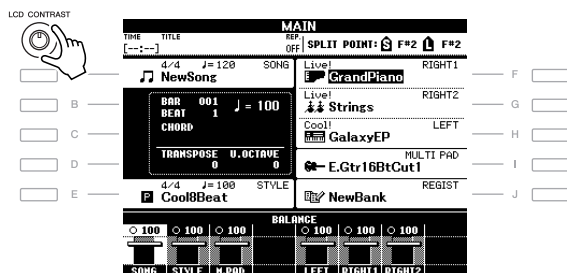 LCD CONTRAST
MAIN
TIME TITLE REP.
[--:--] OFF SPLIT POINT: S F#2 L F#2
4/4 ♩=120 SONG
NewSong
Live! RIGHT1
GrandPiano
F
B
BAR 001 ♩=100
BEAT 1
CHORD
Live! RIGHT2
Strings
G
C
Cool! LEFT
GalaxyEP
H
D
TRANSPOSE U.OCTAVE
0 0
MULTI PAD
E.Gtr16BtCut1
I
E
4/4 ♩=100 STYLE
P Cool8Beat
REGIST
NewBank
J
BALANCE
100 100 100 100 100 100
SONG STYLE M.PAD LEFT RIGHT1 RIGHT2